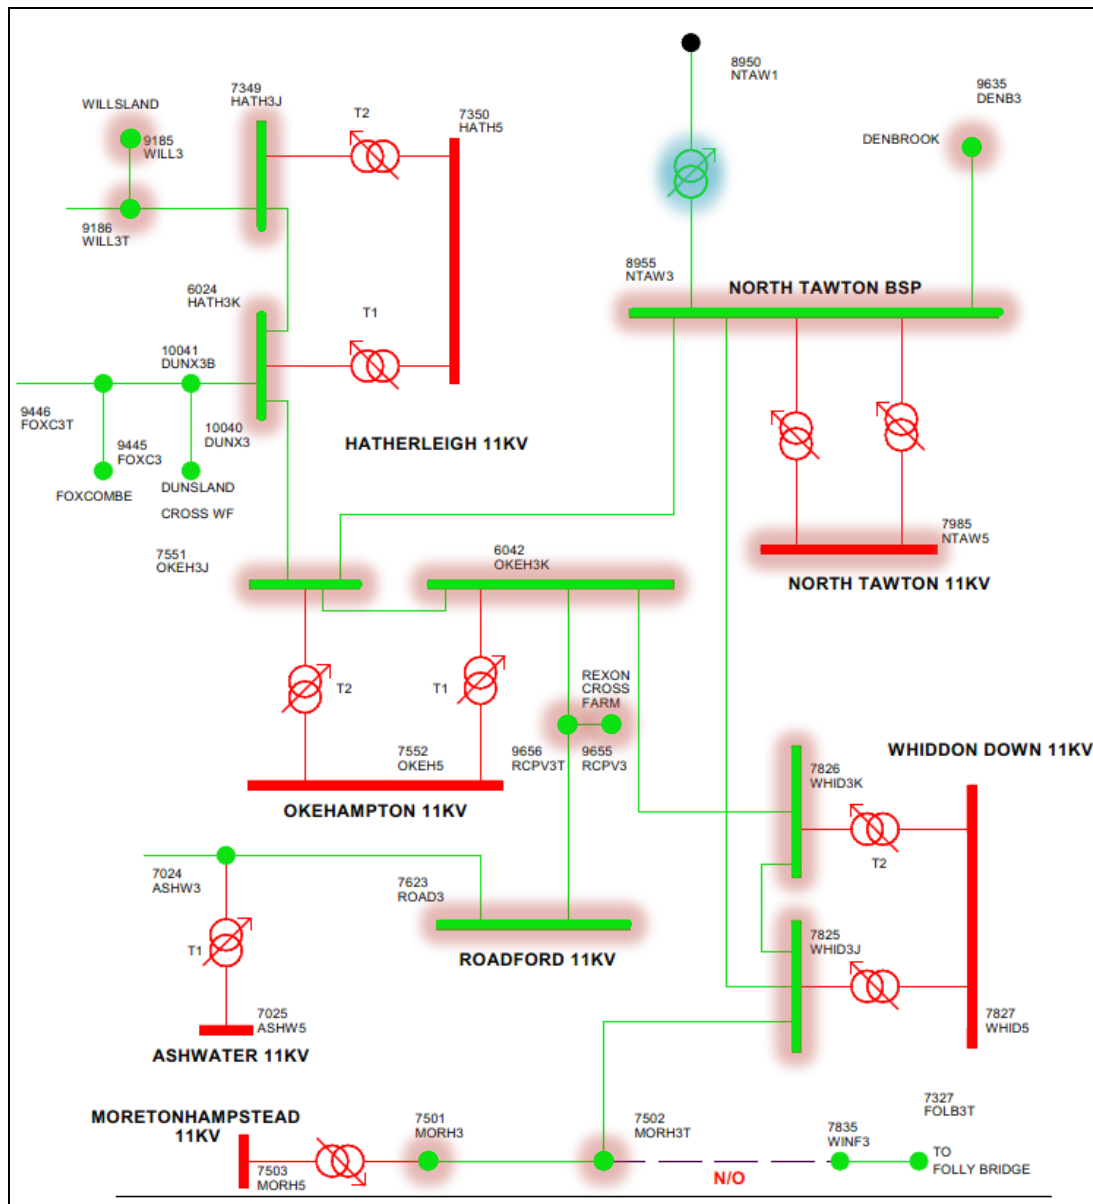 8950
NTAW1
9635
DENB3
7349
HATH3J
WILLSLAND
T2
7350
HATH5
9185
WILL3
DENBROOK
9186
WILL3T
8955
NTAW3
NORTH TAWTON BSP
6024
HATH3K
T1
10041
DUNX3B
9446
FOXC3T
10040
DUNX3
9445
FOXC3
HATHERLEIGH 11KV
FOXCOMBE
DUNSLAND
CROSS WF
7985
NTAW5
NORTH TAWTON 11KV
7551
OKEH3J
6042
OKEH3K
T2
T1
REXON
CROSS
FARM
7552
OKEH5
9656
RCPV3T
9655
RCPV3
OKEHAMPTON 11KV
WHIDDON DOWN 11KV
7826
WHID3K
T2
7024
ASHW3
7623
ROAD3
T1
ROADFORD 11KV
7825
WHID3J
7025
ASHW5
7827
WHID5
ASHWATER 11KV
MORETONHAMPSTEAD
11KV
7501
MORH3
7502
MORH3T
7327
FOLB3T
7835
WINF3
TO
FOLLY BRIDGE
7503
MORH5
N/O